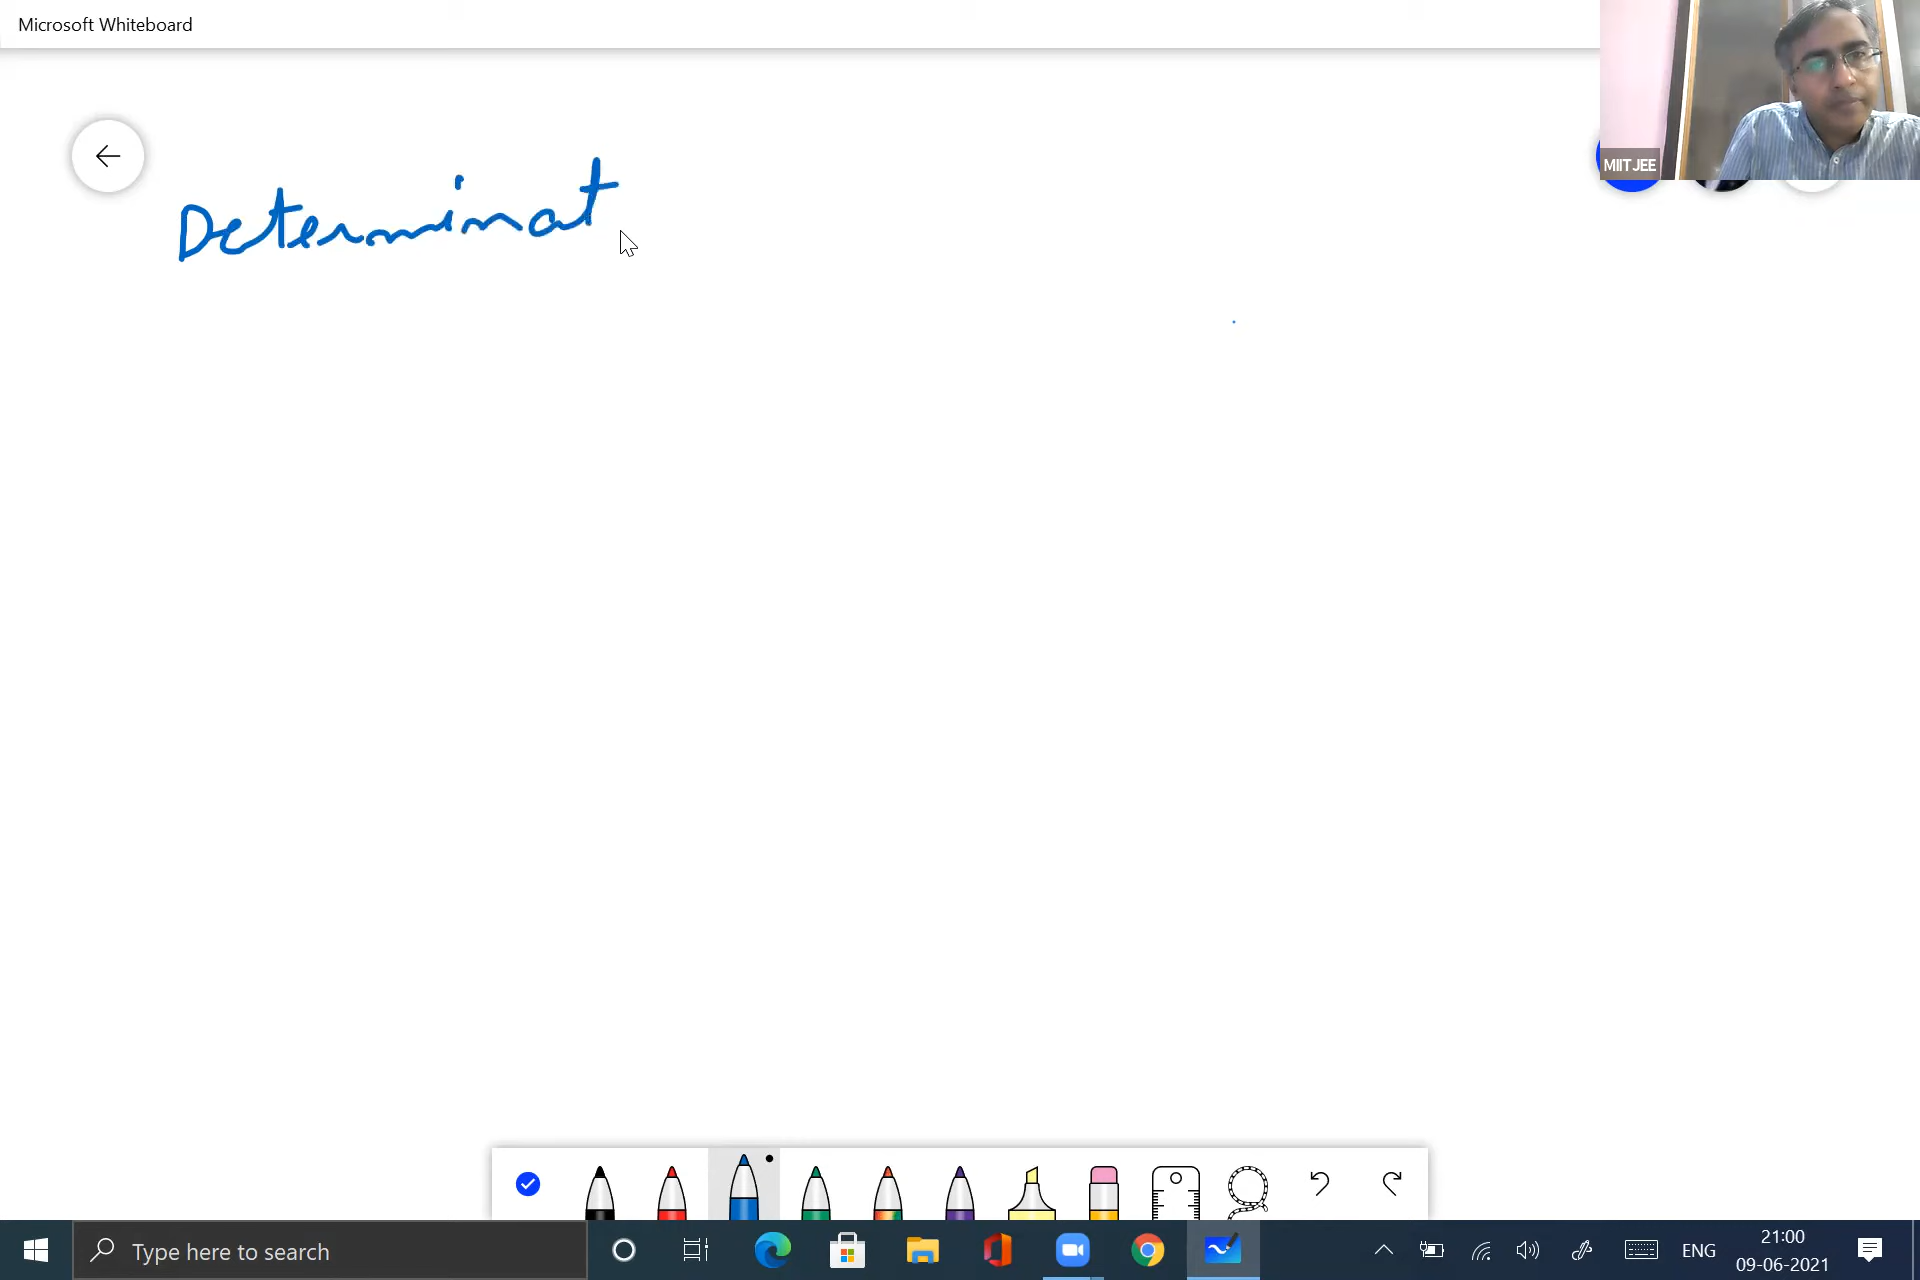 Microsoft Whiteboard
MIIT JEE
Determinat
Type here to search
ENG
21:00
09-06-2021